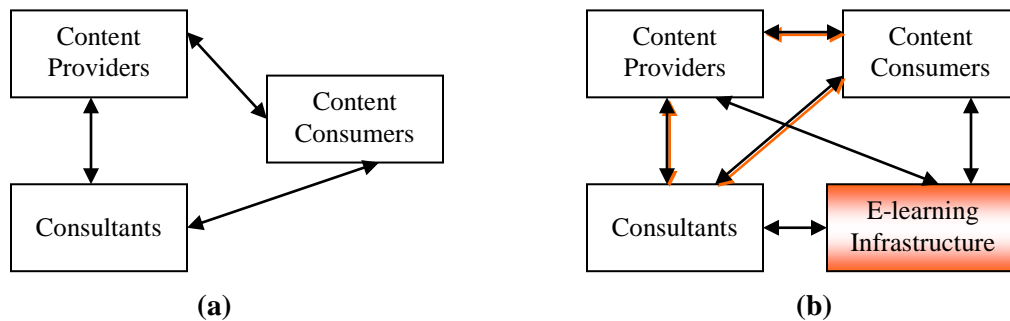 Content
Providers
Content
Consumers
Consultants
(a)
Content
Providers
Content
Consumers
Consultants
E-learning
Infrastructure
(b)